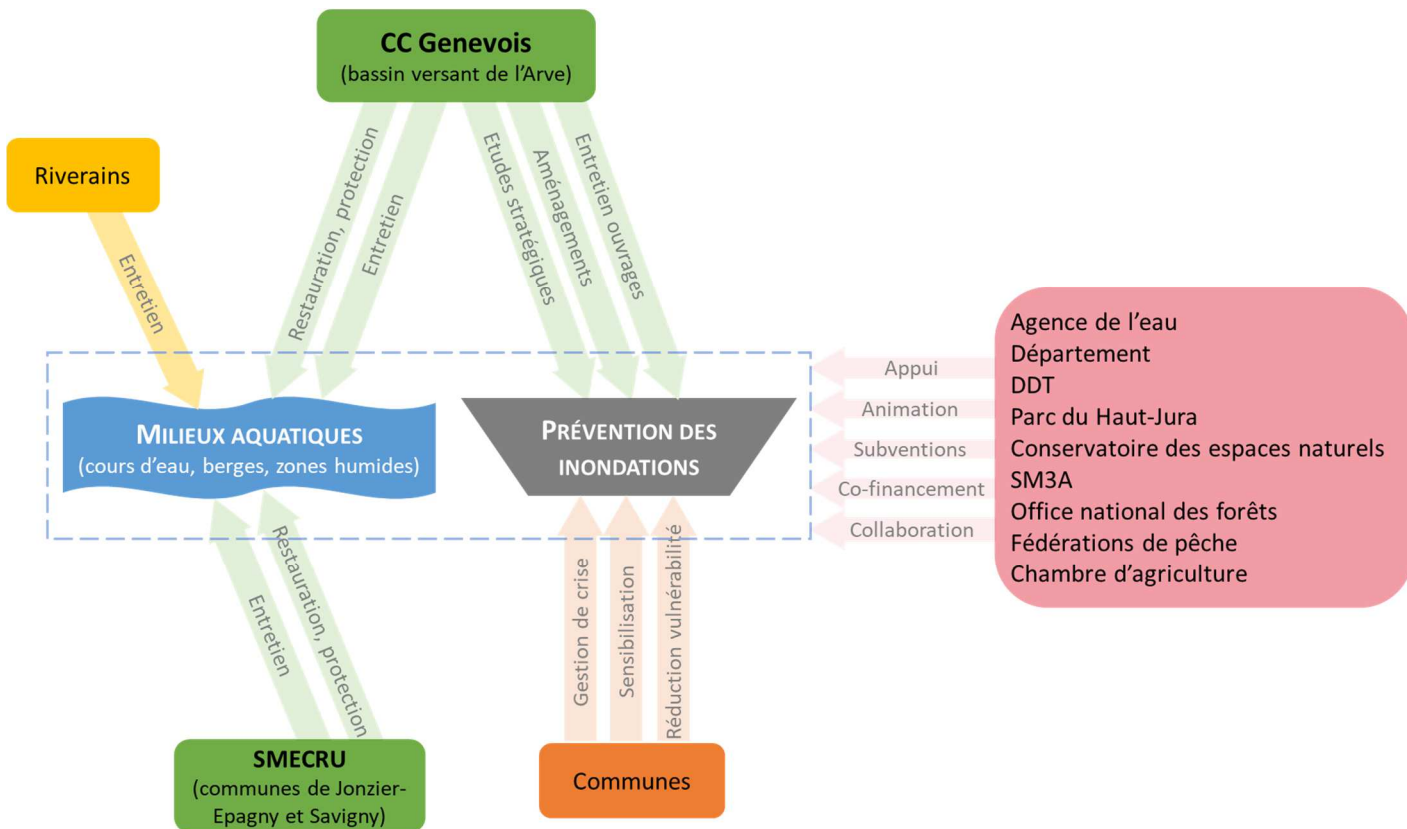 CC Genevois
(bassin versant de l'Arve)
Riverains
Entretien
Restauration, protection
Entretien
Etudes stratégiques
Aménagements
Entretien ouvrages
MILIEUX AQUATIQUES
(cours d'eau, berges, zones humides)
PRÉVENTION DES
INONDATIONS
Appui
Animation
Subventions
Co-financement
Collaboration
Agence de l'eau
Département
DDT
Parc du Haut-Jura
Conservatoire des espaces naturels
SM3A
Office national des forêts
Fédérations de pêche
Chambre d'agriculture
Entretien
Restauration, protection
Gestion de crise
Sensibilisation
Réduction vulnérabilité
SMECRU
(communes de Jonzier-
Epagny et Savigny)
Communes